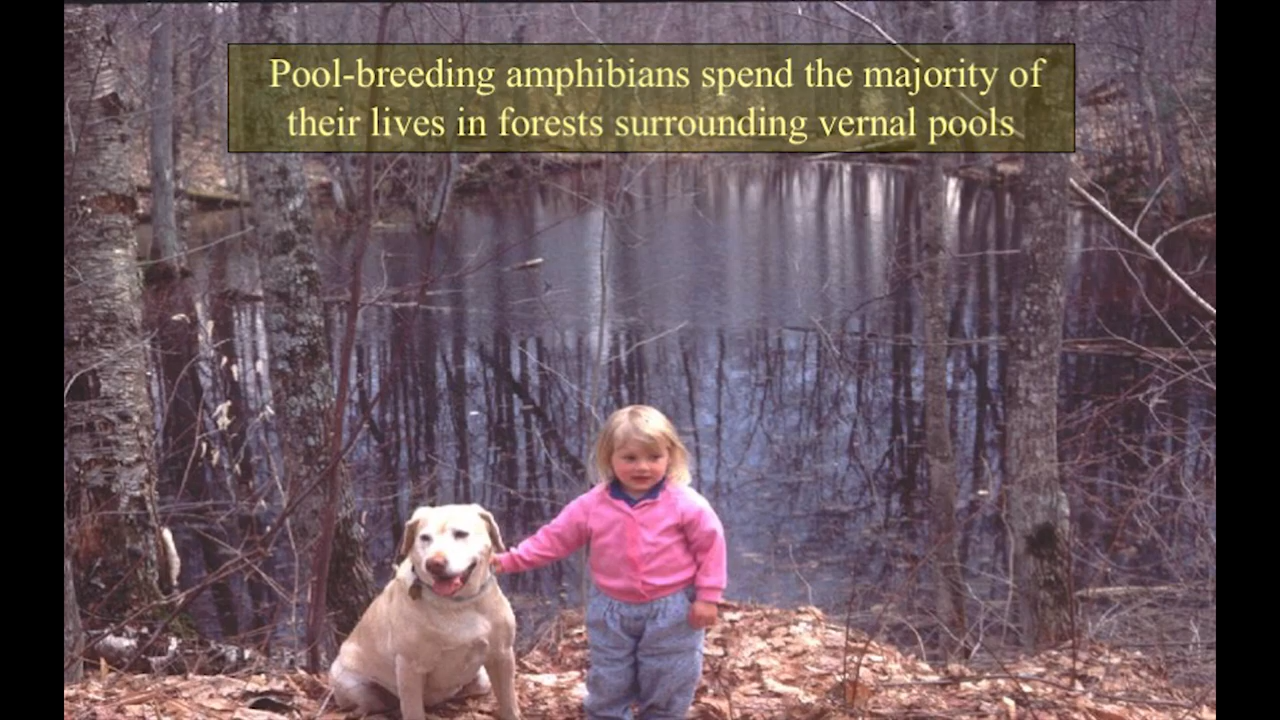 Pool-breeding amphibians spend the majority of
their lives in forests surrounding vernal pools